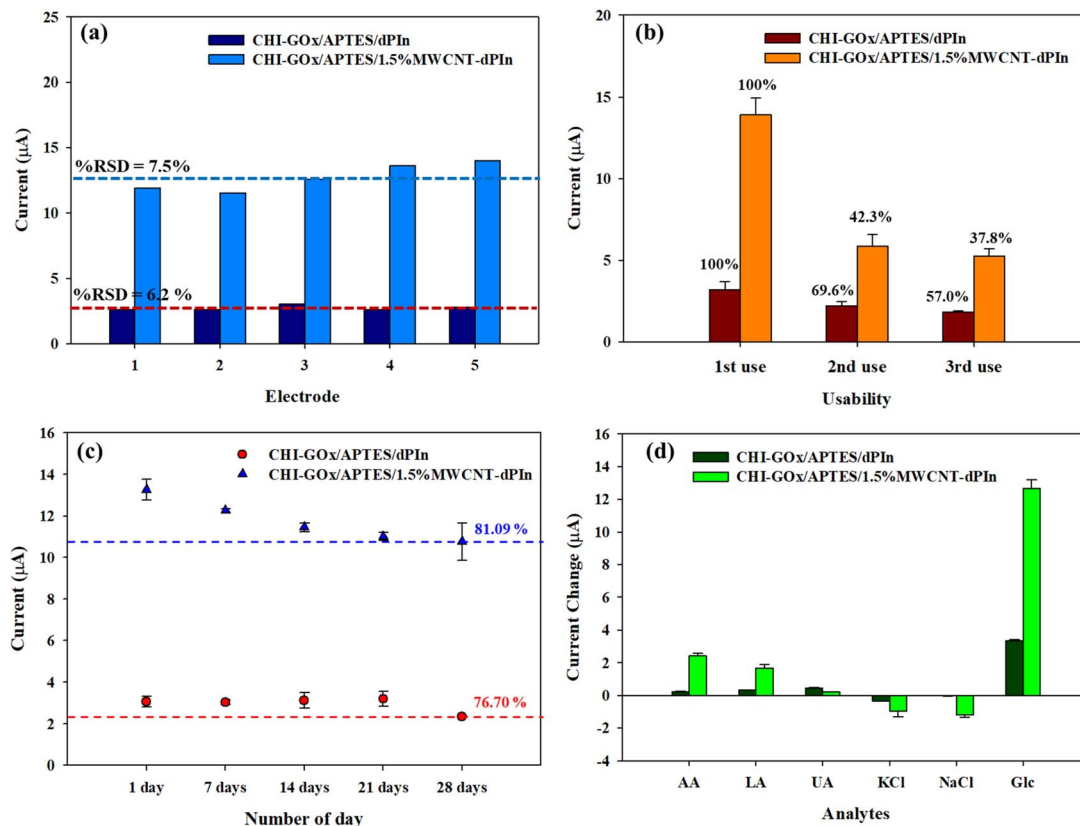 (a)
CHI-GOx/APTES/dPIn
CHI-GOx/APTES/1.5%MWCNT-dPIn
25
20
15
10
5
0
Current (µA)
%RSD = 7.5%
%RSD = 6.2 %
1 2 3 4 5
Electrode
(b)
CHI-GOx/APTES/dPIn
CHI-GOx/APTES/1.5%MWCNT-dPIn
20
15
10
5
0
Current (µA)
100%
100%
69.6%
42.3%
57.0%
37.8%
1st use 2nd use 3rd use
Usability
(c)
CHI-GOx/APTES/dPIn
CHI-GOx/APTES/1.5%MWCNT-dPIn
16
14
12
10
8
6
4
2
0
Current (µA)
81.09 %
76.70 %
1 day 7 days 14 days 21 days 28 days
Number of day
(d)
CHI-GOx/APTES/dPIn
CHI-GOx/APTES/1.5%MWCNT-dPIn
16
14
12
10
8
6
4
2
0
-2
-4
Current Change (µA)
AA LA UA KCl NaCl Glc
Analytes